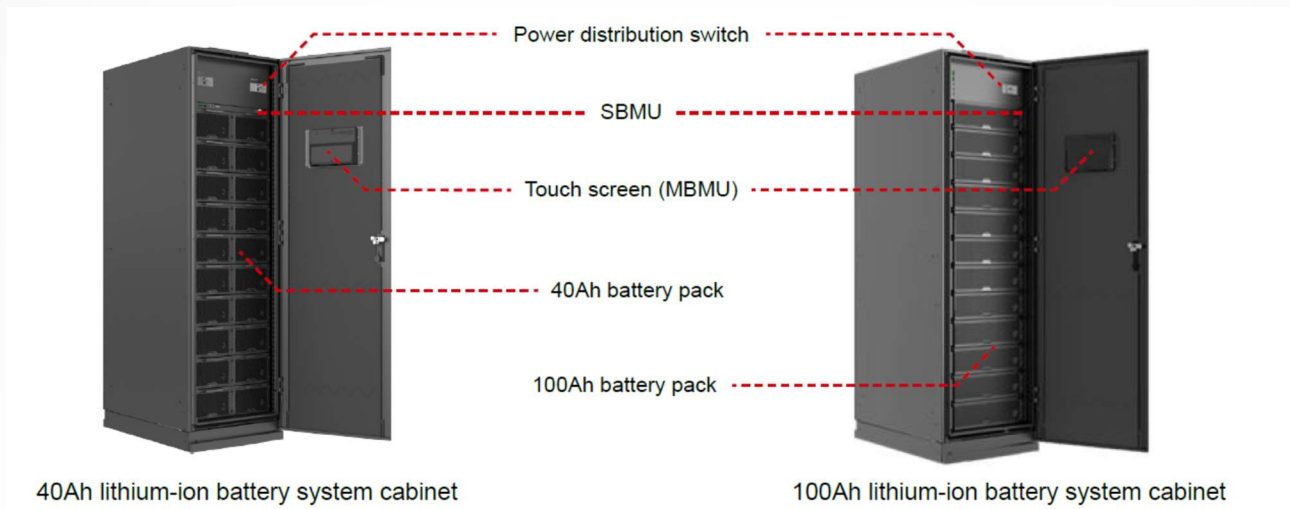 Power distribution switch
SBMU
Touch screen (MBMU)
40Ah battery pack
100Ah battery pack
40Ah lithium-ion battery system cabinet
100Ah lithium-ion battery system cabinet